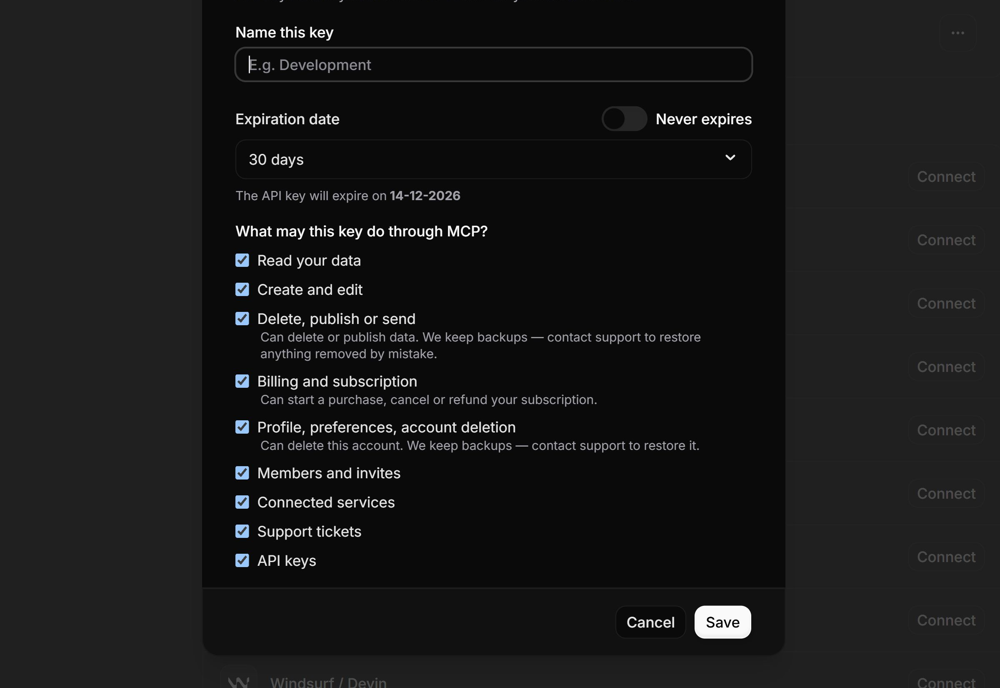 Name this key
E.g. Development
Expiration date
Never expires
30 days
The API key will expire on 14-12-2026
What may this key do through MCP?
Read your data
Create and edit
Delete, publish or send
Can delete or publish data. We keep backups — contact support to restore
anything removed by mistake.
Billing and subscription
Can start a purchase, cancel or refund your subscription.
Profile, preferences, account deletion
Can delete this account. We keep backups — contact support to restore it.
Members and invites
Connected services
Support tickets
API keys
Cancel
Save
Connect
Connect
Connect
Connect
Connect
Connect
Connect
Connect
Windsurf / Devin
Connect